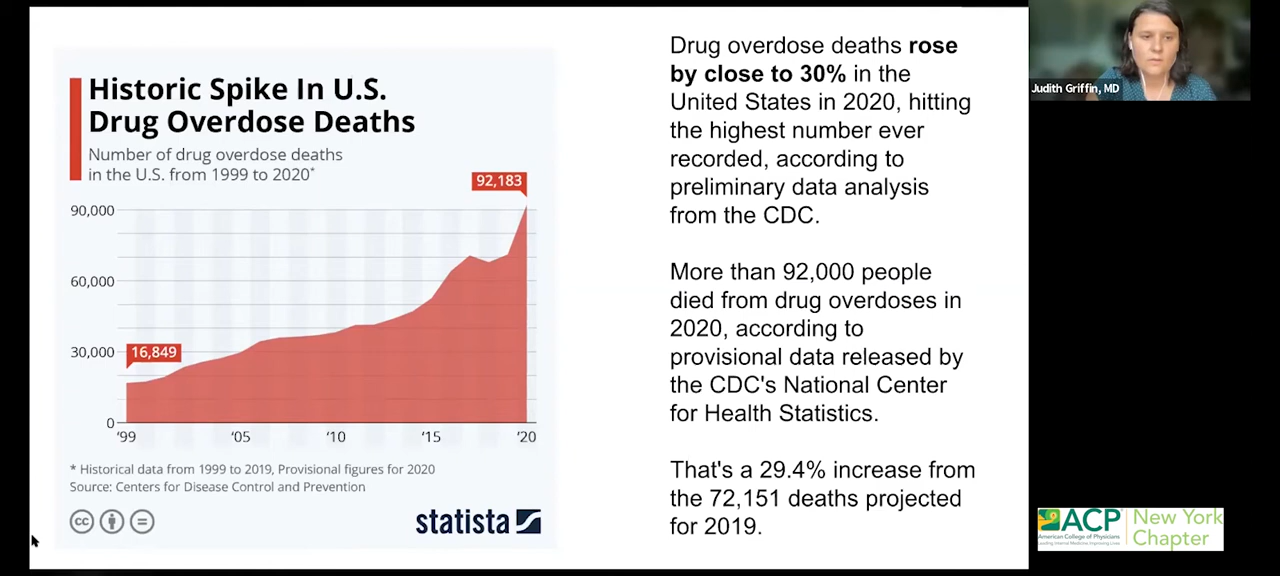 Historic Spike In U.S.
Drug Overdose Deaths
Number of drug overdose deaths
in the U.S. from 1999 to 2020*
92,183
90,000
60,000
30,000
16,849
0
'99
'05
'10
'15
'20
* Historical data from 1999 to 2019, Provisional figures for 2020
Source: Centers for Disease Control and Prevention
cc
statista
Drug overdose deaths rose
by close to 30% in the
United States in 2020, hitting
the highest number ever
recorded, according to
preliminary data analysis
from the CDC.
More than 92,000 people
died from drug overdoses in
2020, according to
provisional data released by
the CDC's National Center
for Health Statistics.
That's a 29.4% increase from
the 72,151 deaths projected
for 2019.
Judith Griffin, MD
ACP
American College of Physicians
Leading Internal Medicine, Improving Lives
New York
Chapter